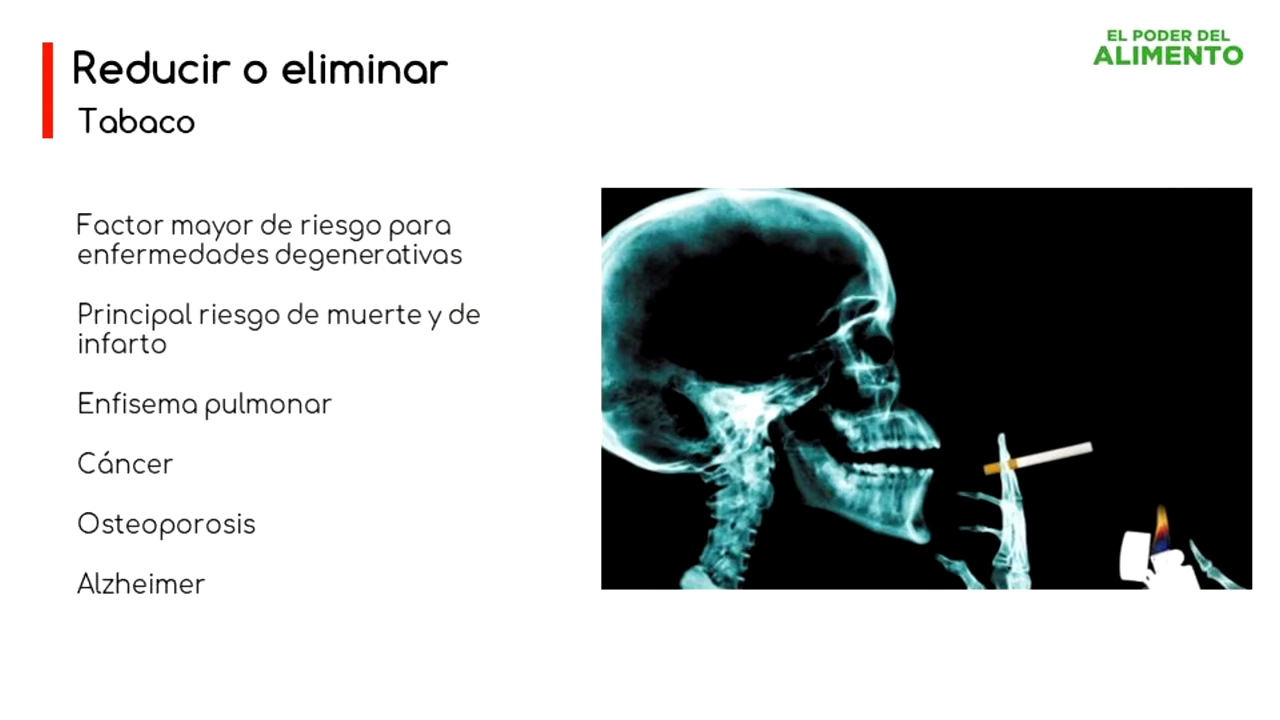 Reducir o eliminar
Tabaco
EL PODER DEL
ALIMENTO
Factor mayor de riesgo para
enfermedades degenerativas
Principal riesgo de muerte y de
infarto
Enfisema pulmonar
Cáncer
Osteoporosis
Alzheimer